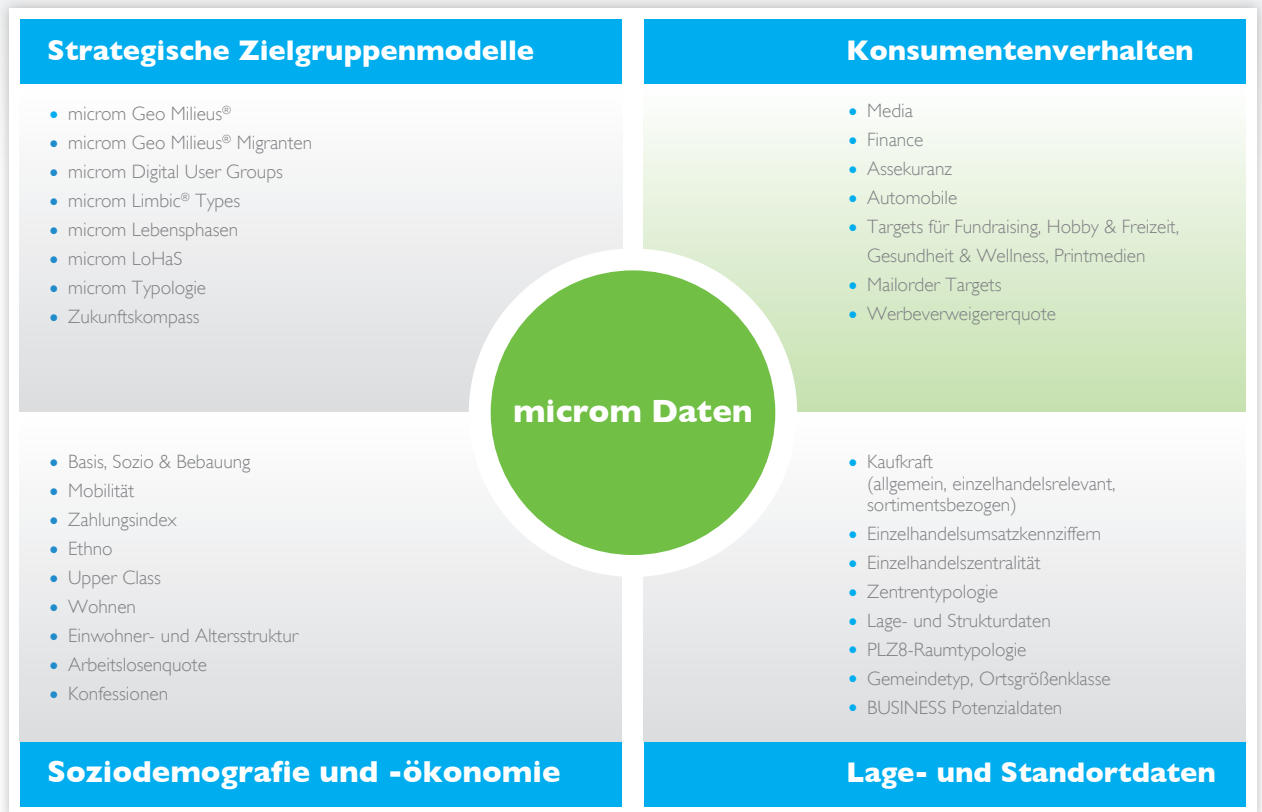 Strategische Zielgruppenmodelle
• microm Geo Milieus®
• microm Geo Milieus® Migranten
• microm Digital User Groups
• microm Limbic® Types
• microm Lebensphasen
• microm LoHaS
• microm Typologie
• Zukunftskompass
Konsumentenverhalten
• Media
• Finance
• Assekuranz
• Automobile
• Targets für Fundraising, Hobby & Freizeit,
Gesundheit & Wellness, Printmedien
• Mailorder Targets
• Werbeverweigererquote
microm Daten
• Basis, Sozio & Bebauung
• Mobilität
• Zahlungsindex
• Ethno
• Upper Class
• Wohnen
• Einwohner- und Altersstruktur
• Arbeitslosenquote
• Konfessionen
Soziodemografie und -ökonomie
• Kaufkraft
(allgemein, einzelhandelsrelevant,
sortimentsbezogen)
• Einzelhandelsumsatzkennziffern
• Einzelhandelszentralität
• Zentrentypologie
• Lage- und Strukturdaten
• PLZ8-Raumtypologie
• Gemeindetyp, Ortsgrößenklasse
• BUSINESS Potenzialdaten
Lage- und Standortdaten